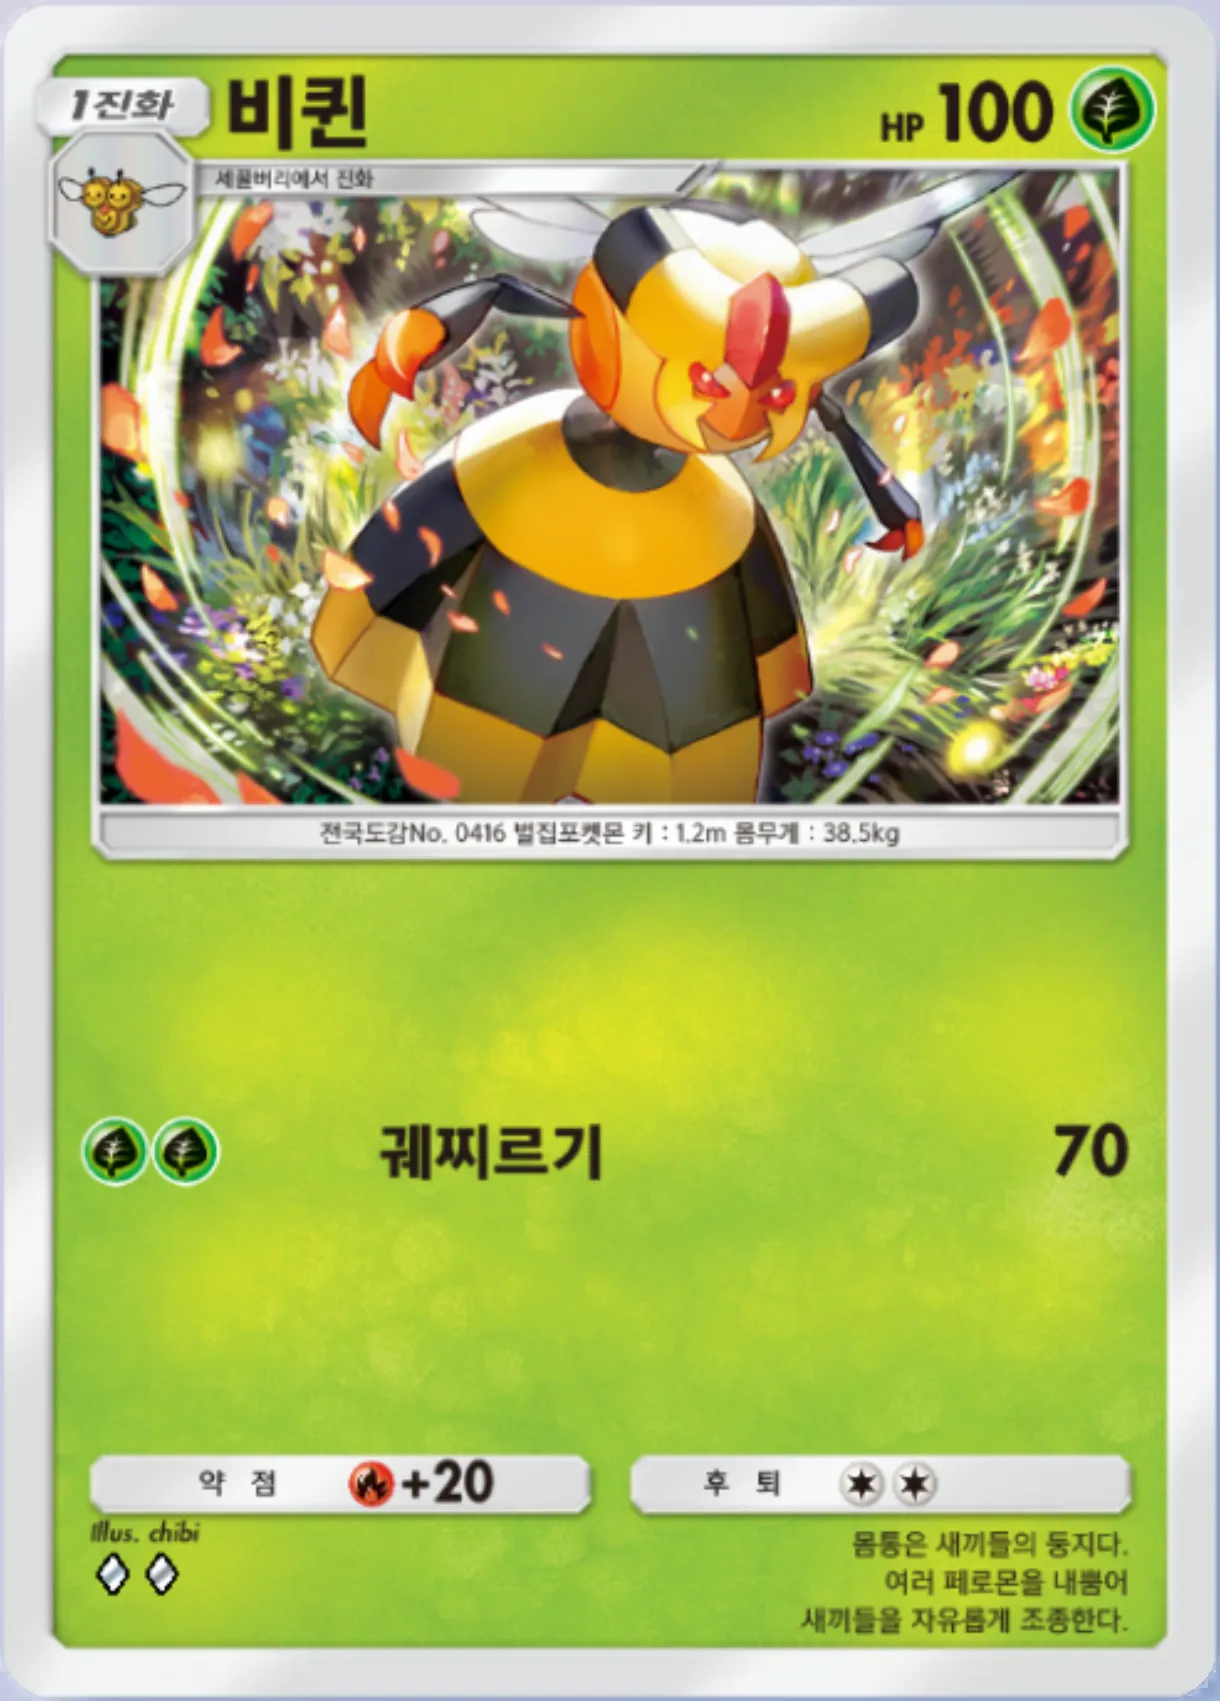 1진화
비퀸
HP 100
세꿀버리에서 진화
전국도감No. 0416 벌집포켓몬 키 : 1.2m 몸무게 : 38.5kg
궤찌르기 70
약점 +20
후퇴
Illus. chibi
몸통은 새끼들의 둥지다.
여러 페로몬을 내뿜어
새끼들을 자유롭게 조종한다.